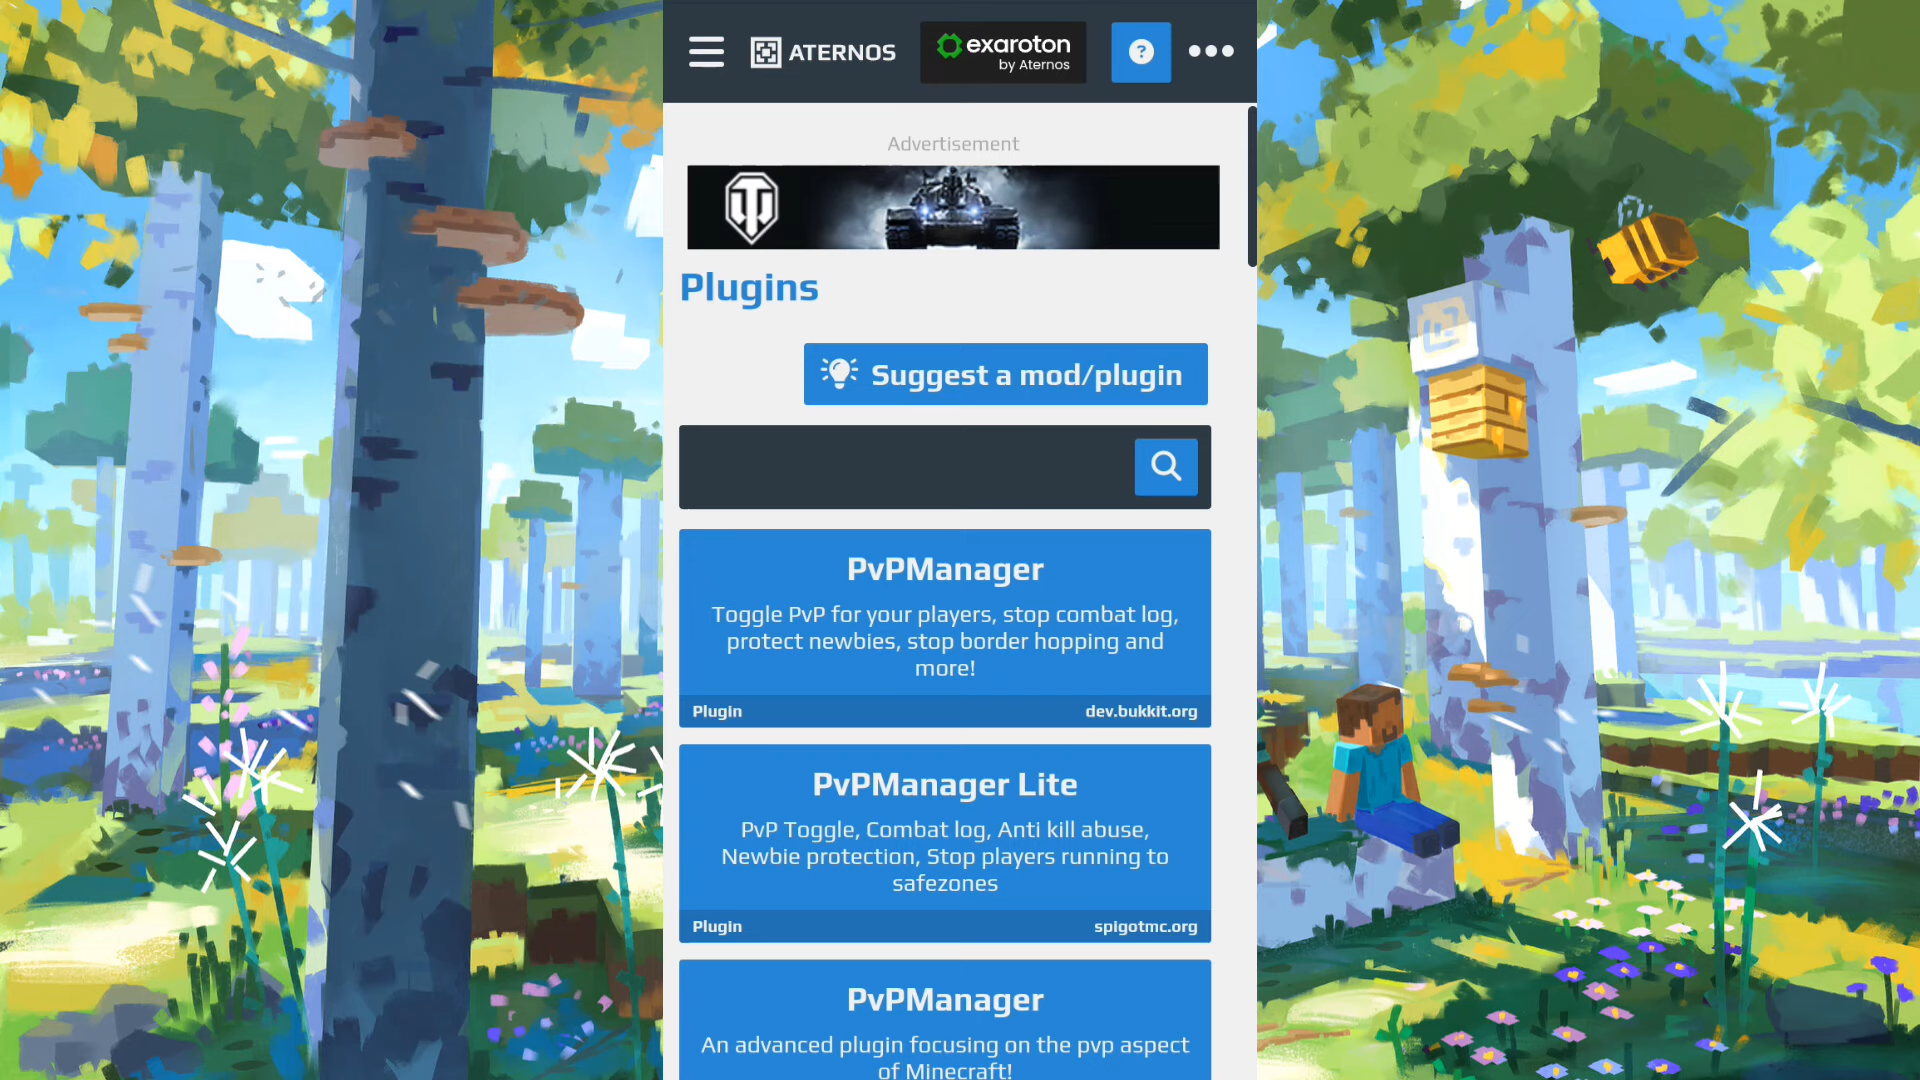 ATERNOS
exaroton
by Aternos
?
Advertisement
Plugins
Suggest a mod/plugin
PvPManager
Toggle PvP for your players, stop combat log,
protect newbies, stop border hopping and
more!
Plugin dev.bukkit.org
PvPManager Lite
PvP Toggle, Combat log, Anti kill abuse,
Newbie protection, Stop players running to
safezones
Plugin spigotmc.org
PvPManager
An advanced plugin focusing on the pvp aspect
of Minecraft!